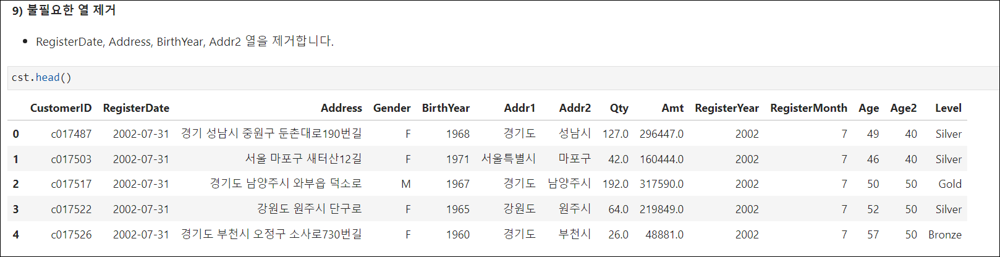 9) 불필요한 열 제거
• RegisterDate, Address, BirthYear, Addr2 열을 제거합니다.
cst.head()
CustomerID RegisterDate Address Gender BirthYear Addr1 Addr2 Qty Amt RegisterYear RegisterMonth Age Age2 Level
0 c017487 2002-07-31 경기 성남시 중원구 둔촌대로190번길 F 1968 경기도 성남시 127.0 296447.0 2002 7 49 40 Silver
1 c017503 2002-07-31 서울 마포구 새터산12길 F 1971 서울특별시 마포구 42.0 160444.0 2002 7 46 40 Silver
2 c017517 2002-07-31 경기도 남양주시 와부읍 덕소로 M 1967 경기도 남양주시 192.0 317590.0 2002 7 50 50 Gold
3 c017522 2002-07-31 강원도 원주시 단구로 F 1965 강원도 원주시 64.0 219849.0 2002 7 52 50 Silver
4 c017526 2002-07-31 경기도 부천시 오정구 소사로730번길 F 1960 경기도 부천시 26.0 48881.0 2002 7 57 50 Bronze